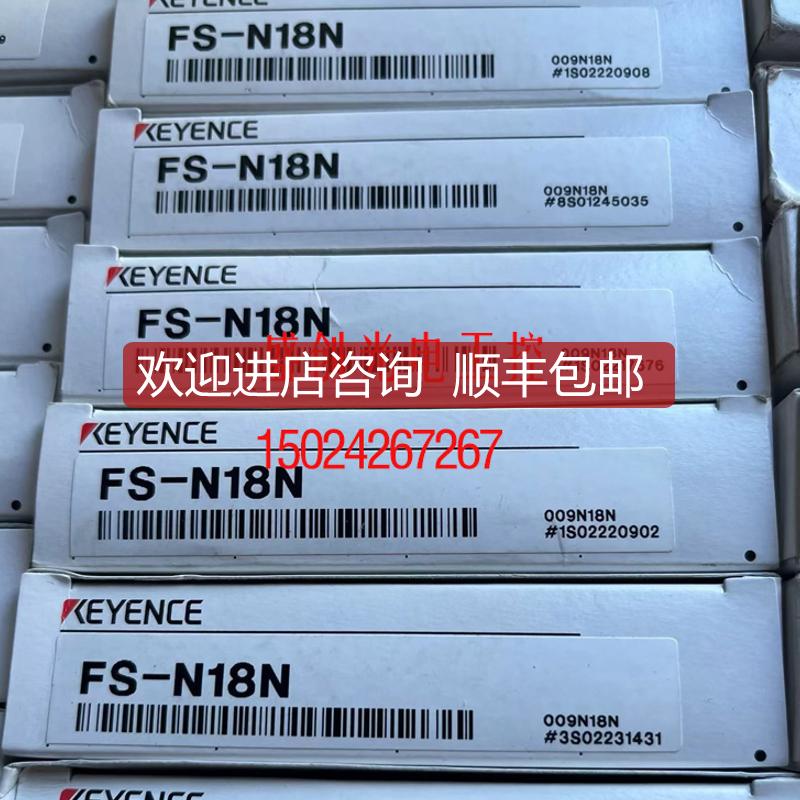 KEYENCE
FS-N18N
009N18N
#1S02220908
KEYENCE
FS-N18N
009N18N
#8S01245035
KEYENCE
FS-N18N
欢迎进店咨询 顺丰包邮
15024267267
KEYENCE
FS-N18N
009N18N
#1S02220902
KEYENCE
FS-N18N
009N18N
#3S02231431
KEYENCE